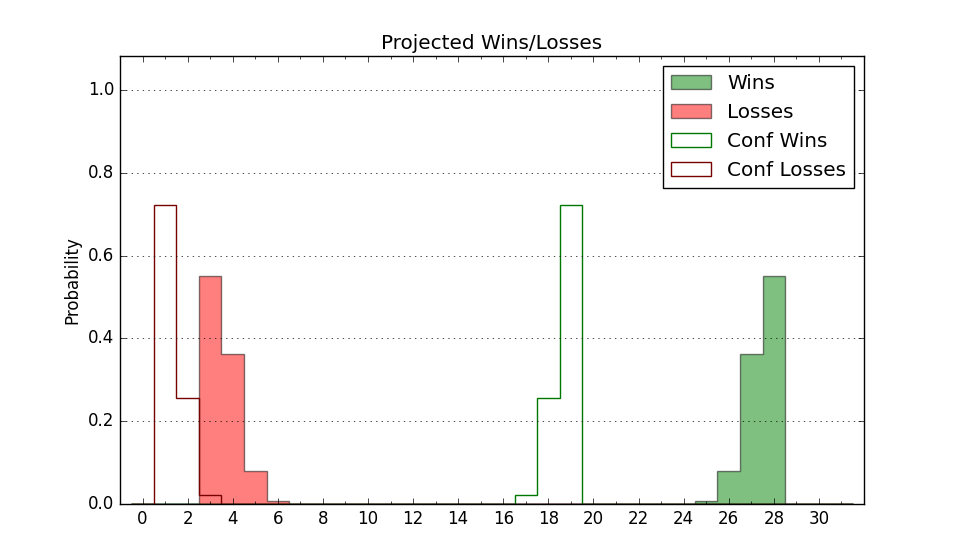 Projected Wins/Losses
1.0
0.8
0.6
0.4
0.2
0.0
Probability
Wins
Losses
Conf Wins
Conf Losses
0 2 4 6 8 10 12 14 16 18 20 22 24 26 28 30